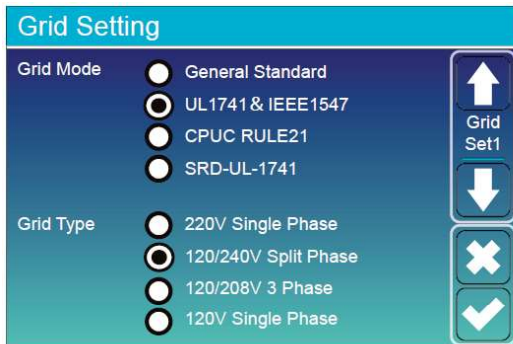 Grid Setting
Grid Mode
General Standard
UL1741 & IEEE1547
CPUC RULE21
SRD-UL-1741
Grid Type
220V Single Phase
120/240V Split Phase
120/208V 3 Phase
120V Single Phase
Grid
Set1